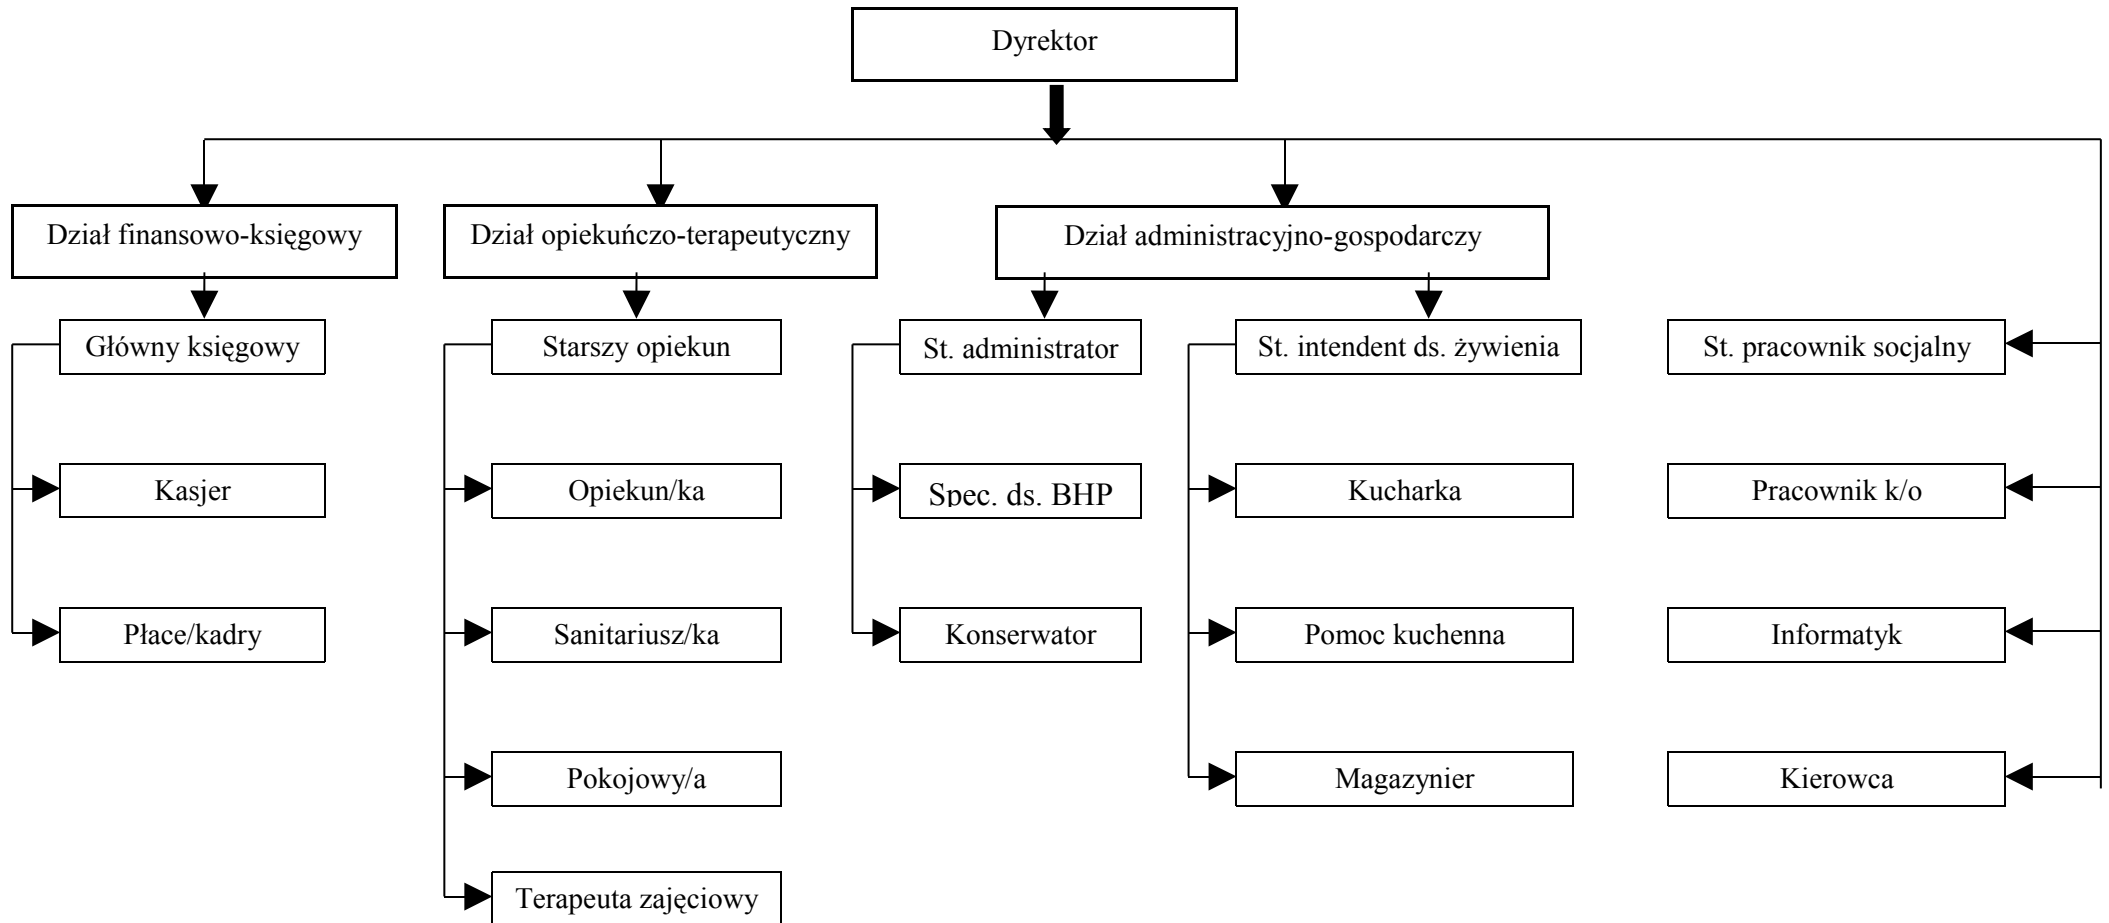 Dyrektor
Dział finansowo-księgowy
Dział opiekuńczo-terapeutyczny
Dział administracyjno-gospodarczy
Główny księgowy
Starszy opiekun
St. administrator
St. intendent ds. żywienia
St. pracownik socjalny
Kasjer
Opiekun/ka
Spec. ds. BHP
Kucharka
Pracownik k/o
Płace/kadry
Sanitariusz/ka
Konserwator
Pomoc kuchenna
Informatyk
Pokojowy/a
Magazynier
Kierowca
Terapeuta zajęciowy